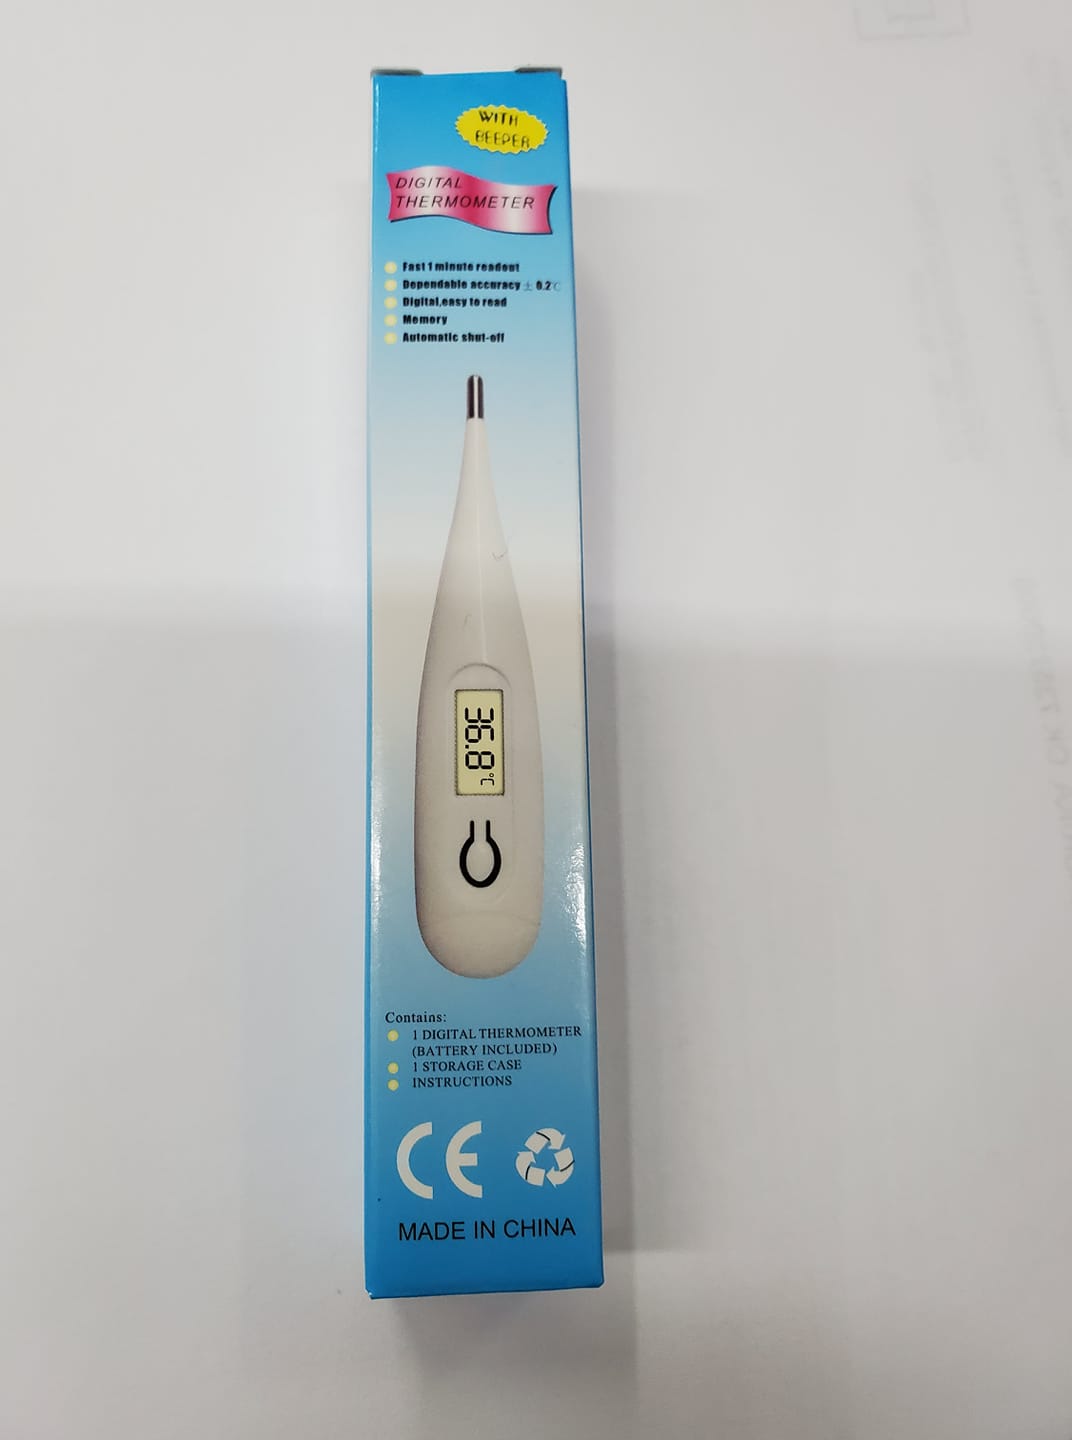 WITH
BEEPER
DIGITAL
THERMOMETER
Fast 1 minute readout
Dependable accuracy ± 0.2℃
Digital,easy to read
Memory
Automatic shut-off
36.8 °C
Contains:
1 DIGITAL THERMOMETER
(BATTERY INCLUDED)
1 STORAGE CASE
INSTRUCTIONS
CE
MADE IN CHINA